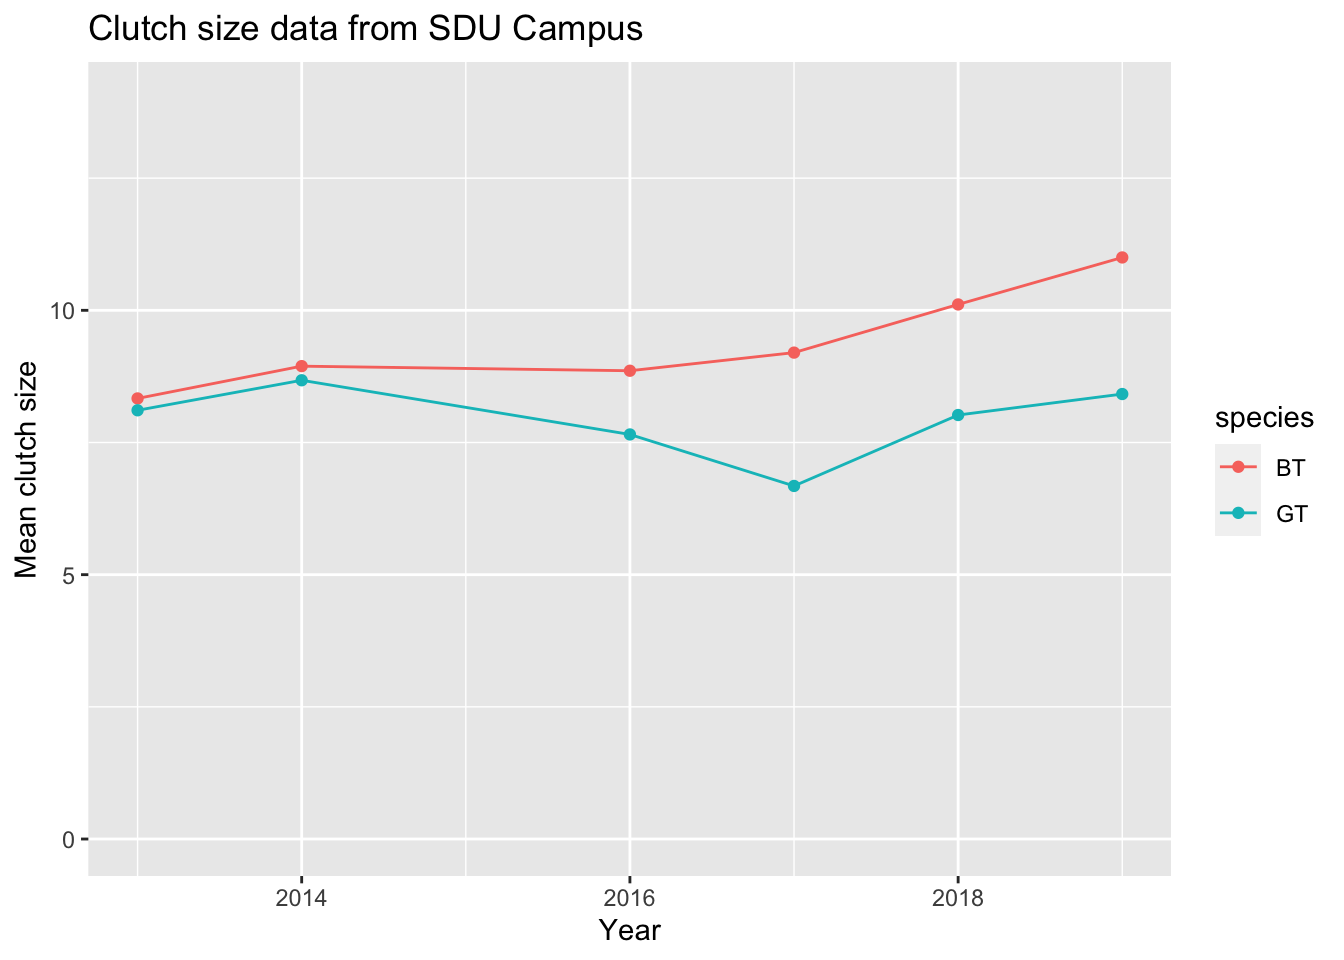 Clutch size data from SDU Campus
Mean clutch size
10
5
0
2014
2016
2018
Year
species
BT
GT